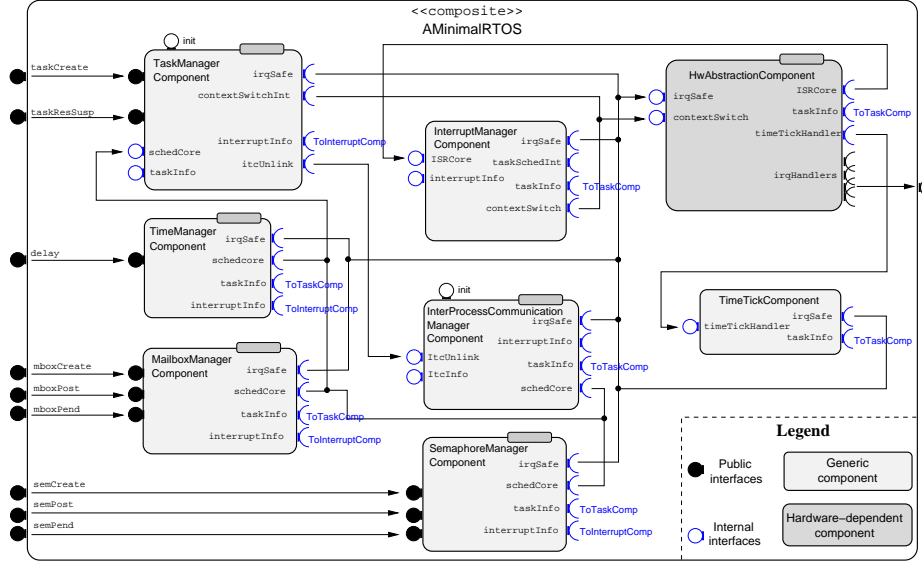 <<composite>>
AMinimalRTOS
init
taskCreate
taskResSusp
TaskManager
Component
irqSafe
contextSwitchInt
interruptInfo
ToInterruptComp
itcUnlink
schedCore
taskInfo
InterruptManager
Component
irqSafe
taskSchedInt
ISRCore
interruptInfo
taskInfo
ToTaskComp
contextSwitch
HwAbstractionComponent
ISRCore
irqSafe
taskInfo
ToTaskComp
contextSwitch
timeTickHandler
irqHandlers
delay
TimeManager
Component
irqSafe
schedcore
taskInfo
ToTaskComp
interruptInfo
ToInterruptComp
init
InterProcessCommunication
Manager
Component
irqSafe
interruptInfo
ItcUnlink
ItcInfo
taskInfo
ToTaskComp
schedCore
TimeTickComponent
irqSafe
timeTickHandler
taskInfo
ToTaskComp
mboxCreate
mboxPost
mboxPend
MailboxManager
Component
irqSafe
schedCore
taskInfo
ToTaskComp
interruptInfo
ToInterruptComp
semCreate
semPost
semPend
SemaphoreManager
Component
irqSafe
schedCore
taskInfo
ToTaskComp
interruptInfo
ToInterruptComp
Legend
Public
interfaces
Generic
component
Internal
interfaces
Hardware−dependent
component